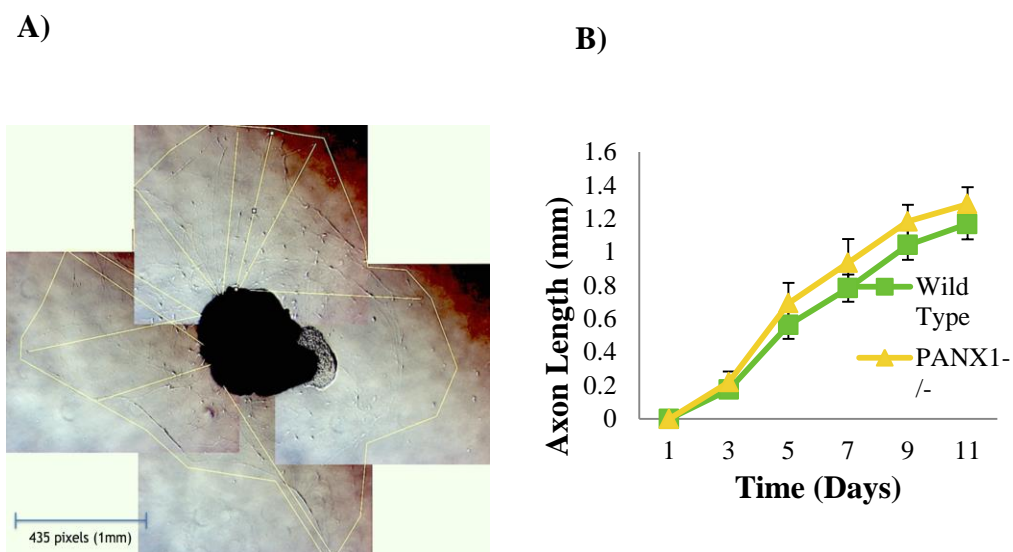 A)
435 pixels (1mm)
B)
Axon Length (mm)
1.6
1.4
1.2
1
0.8
0.6
0.4
0.2
0
1 3 5 7 9 11
Time (Days)
Wild
Type
PANX1-
/-